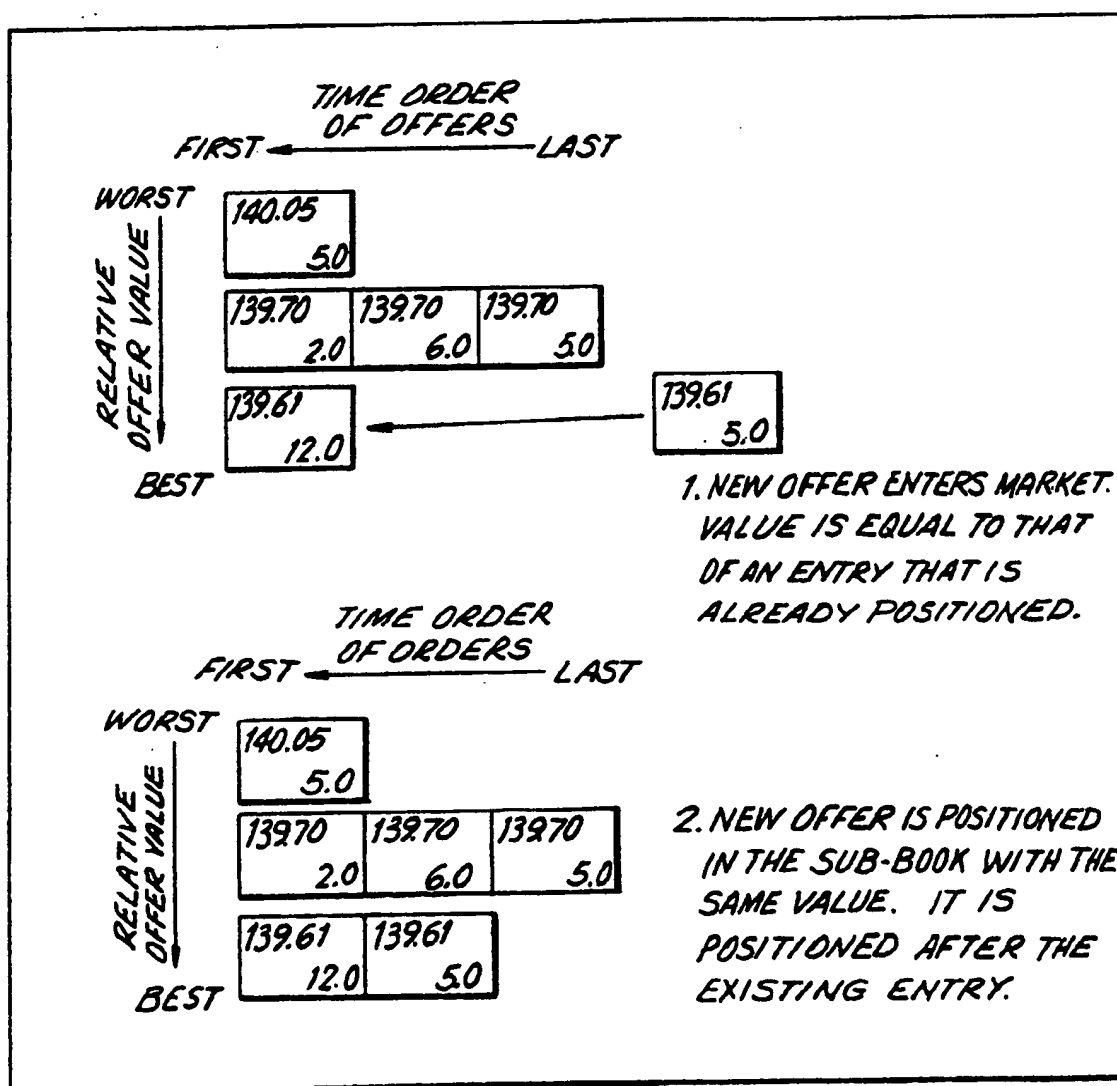 TIME ORDER
OF OFFERS
FIRST LAST
WORST
RELATIVE
OFFER VALUE
BEST
140.05
5.0
139.70 139.70 139.70
2.0 6.0 5.0
139.61
12.0
139.61
5.0
1. NEW OFFER ENTERS MARKET.
VALUE IS EQUAL TO THAT
OF AN ENTRY THAT IS
ALREADY POSITIONED.
TIME ORDER
OF ORDERS
FIRST LAST
WORST
RELATIVE
OFFER VALUE
BEST
140.05
5.0
139.70 139.70 139.70
2.0 6.0 5.0
139.61 139.61
12.0 5.0
2. NEW OFFER IS POSITIONED
IN THE SUB-BOOK WITH THE
SAME VALUE. IT IS
POSITIONED AFTER THE
EXISTING ENTRY.